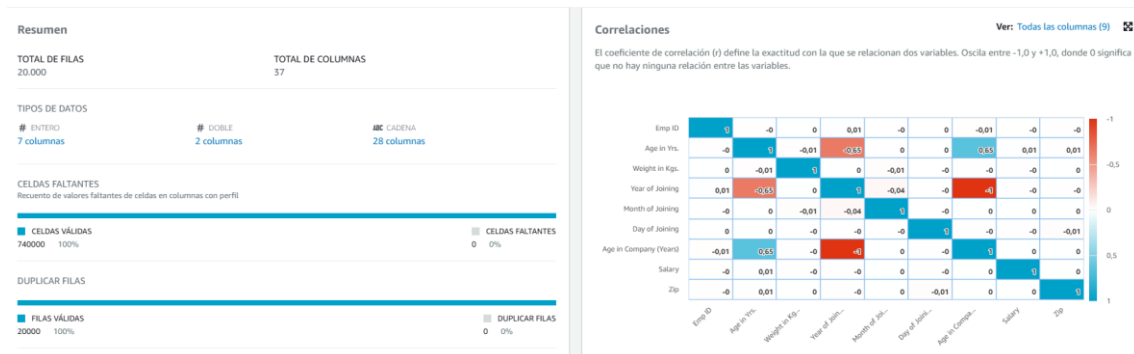 Resumen
TOTAL DE FILAS
20.000
TOTAL DE COLUMNAS
37
TIPOS DE DATOS
# ENTERO
7 columnas
# DOBLE
2 columnas
ABC CADENA
28 columnas
CELDAS FALTANTES
Recuento de valores faltantes de celdas en columnas con perfil
CELDAS VÁLIDAS
740000 100%
CELDAS FALTANTES
0 0%
DUPLICAR FILAS
FILAS VÁLIDAS
20000 100%
DUPLICAR FILAS
0 0%
Correlaciones
Ver: Todas las columnas (9)
El coeficiente de correlación (r) define la exactitud con la que se relacionan dos variables. Oscila entre -1,0 y +1,0, donde 0 significa
que no hay ninguna relación entre las variables.
Emp ID 1 -0 0 0,01 -0 0 -0,01 -0 -0
Age in Yrs. -0 1 -0,01 -0,65 0 0 0,65 0,01 0,01
Weight in Kgs. 0 -0,01 1 0 -0,01 -0 -0 -0 0
Year of Joining 0,01 -0,65 0 1 -0,04 -0 -1 -0 -0
Month of Joining -0 0 -0,01 -0,04 1 -0 0 0 0
Day of Joining 0 0 -0 -0 -0 1 -0 -0 -0,01
Age in Company (Years) -0,01 0,65 -0 -1 0 -0 1 0 0
Salary -0 0,01 -0 -0 0 -0 0 1 0
Zip -0 0,01 0 -0 0 -0,01 0 0 1
Emp ID
Age in Yrs.
Weight in Kg...
Year of Join...
Month of Joi...
Day of Joini...
Age in Compa...
Salary
Zip
-1
-0,5
0
0,5
1